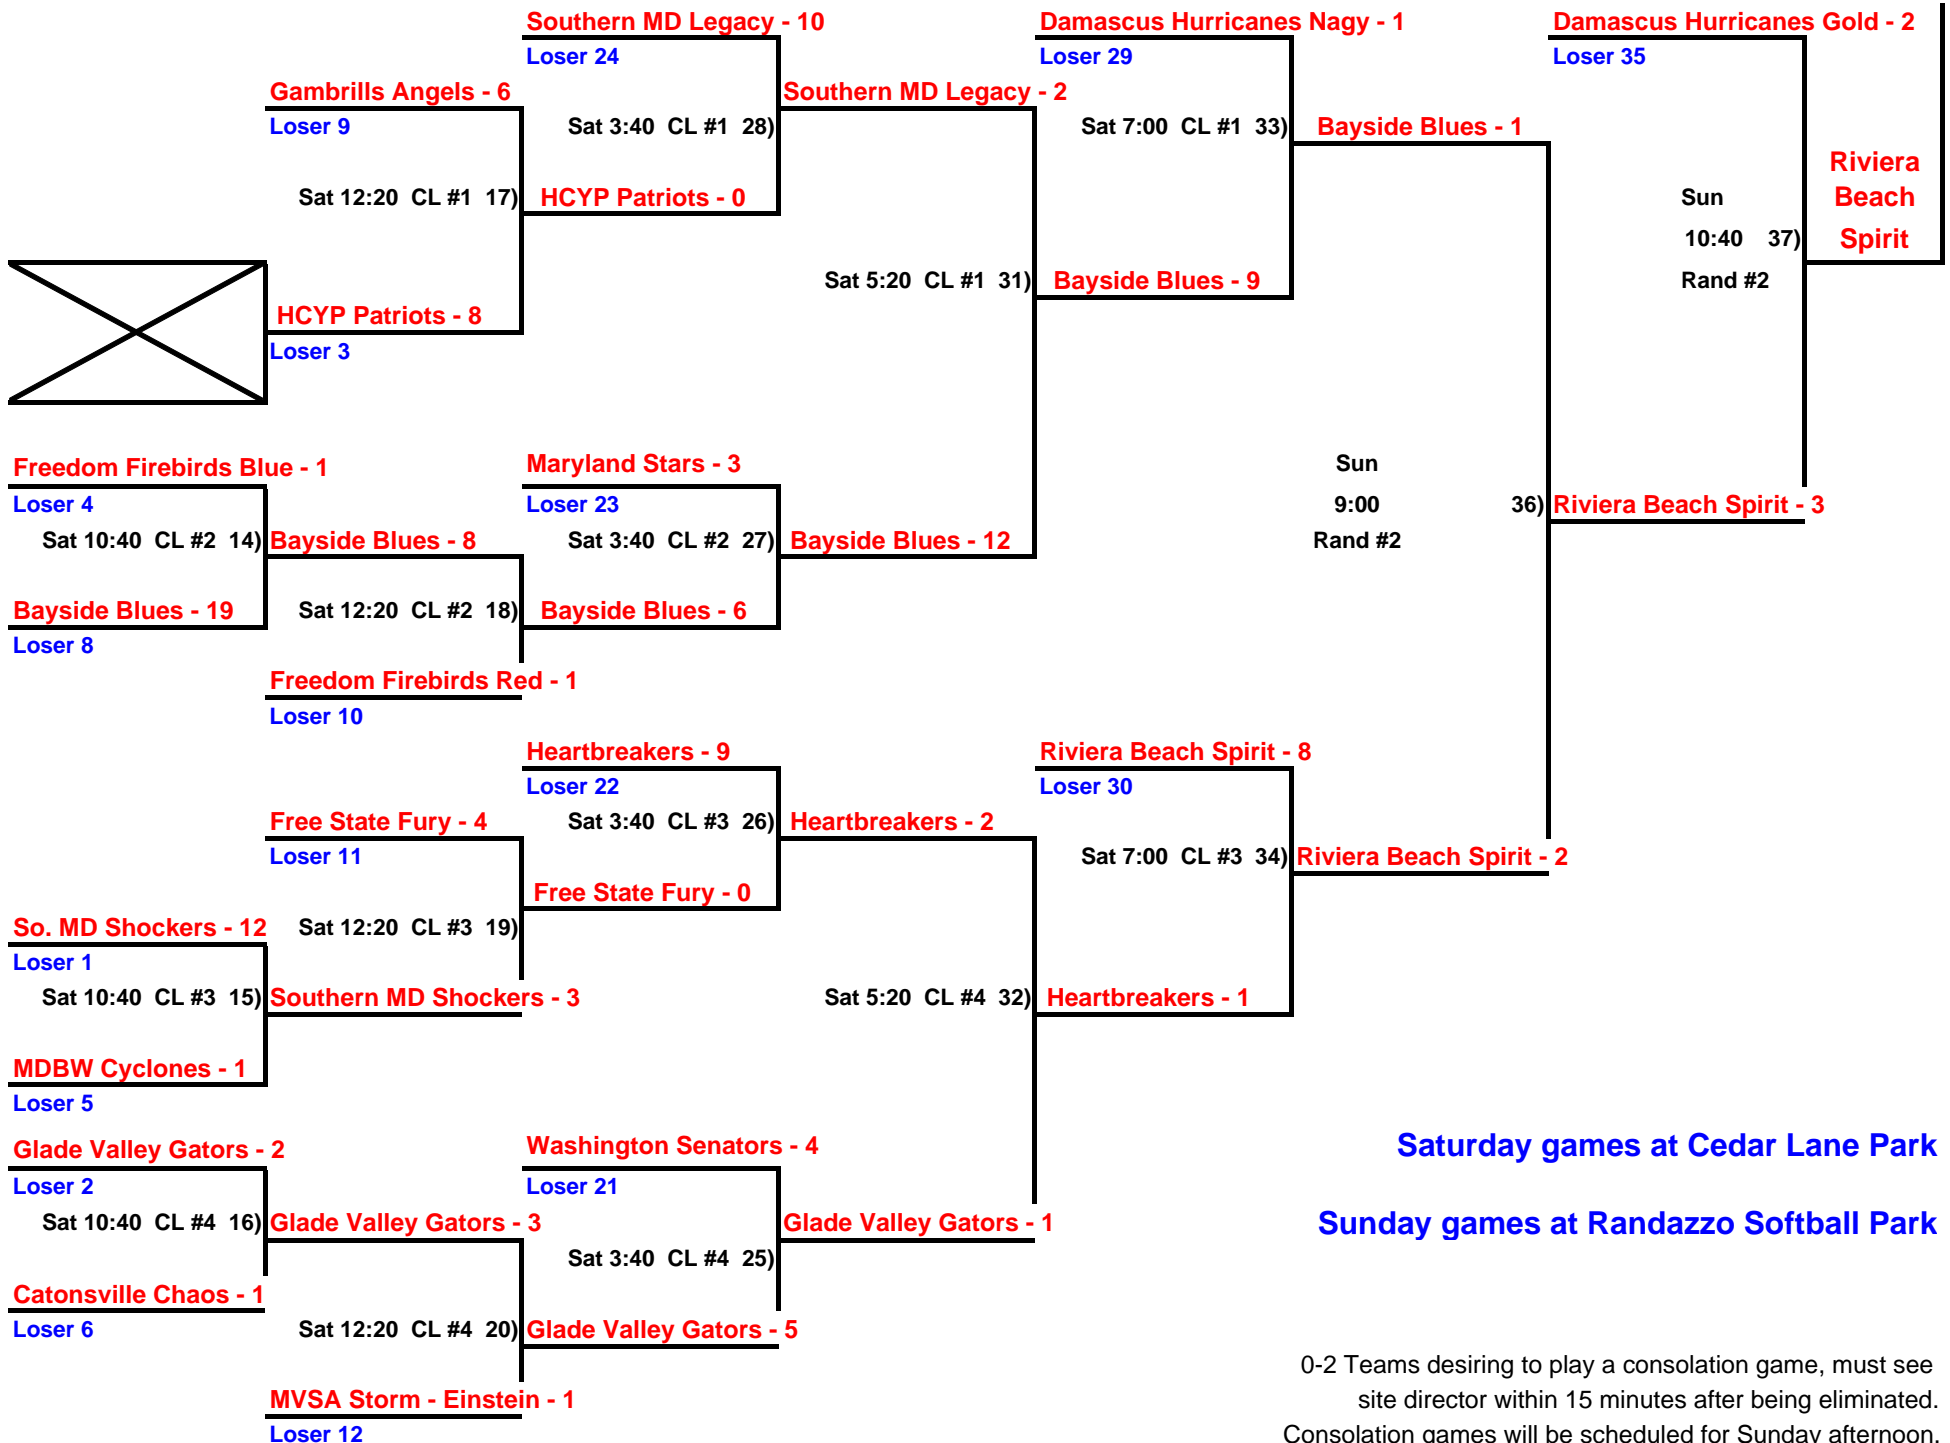 Southern MD Legacy - 10
Damascus Hurricanes Nagy - 1
Damascus Hurricanes Gold - 2
Loser 24
Loser 29
Loser 35
Gambrills Angels - 6
Southern MD Legacy - 2
Loser 9
Sat 3:40 CL #1 28)
Sat 7:00 CL #1 33)
Bayside Blues - 1
Riviera
Beach
Spirit
Sat 12:20 CL #1 17)
HCYP Patriots - 0
Sun
10:40 37)
Rand #2
Sat 5:20 CL #1 31)
Bayside Blues - 9
HCYP Patriots - 8
Loser 3
Freedom Firebirds Blue - 1
Maryland Stars - 3
Sun
9:00 36)
Rand #2
Loser 4
Loser 23
Riviera Beach Spirit - 3
Sat 10:40 CL #2 14)
Bayside Blues - 8
Sat 3:40 CL #2 27)
Bayside Blues - 12
Bayside Blues - 19
Sat 12:20 CL #2 18)
Bayside Blues - 6
Loser 8
Freedom Firebirds Red - 1
Loser 10
Heartbreakers - 9
Riviera Beach Spirit - 8
Loser 22
Loser 30
Free State Fury - 4
Sat 3:40 CL #3 26)
Heartbreakers - 2
Loser 11
Sat 7:00 CL #3 34)
Riviera Beach Spirit - 2
Free State Fury - 0
So. MD Shockers - 12
Sat 12:20 CL #3 19)
Loser 1
Sat 10:40 CL #3 15)
Southern MD Shockers - 3
Sat 5:20 CL #4 32)
Heartbreakers - 1
MDBW Cyclones - 1
Loser 5
Glade Valley Gators - 2
Washington Senators - 4
Saturday games at Cedar Lane Park
Loser 2
Loser 21
Sat 10:40 CL #4 16)
Glade Valley Gators - 3
Glade Valley Gators - 1
Sunday games at Randazzo Softball Park
Sat 3:40 CL #4 25)
Catonsville Chaos - 1
Loser 6
Sat 12:20 CL #4 20)
Glade Valley Gators - 5
0-2 Teams desiring to play a consolation game, must see
site director within 15 minutes after being eliminated.
MVSA Storm - Einstein - 1
Loser 12
Consolation games will be scheduled for Sunday afternoon.